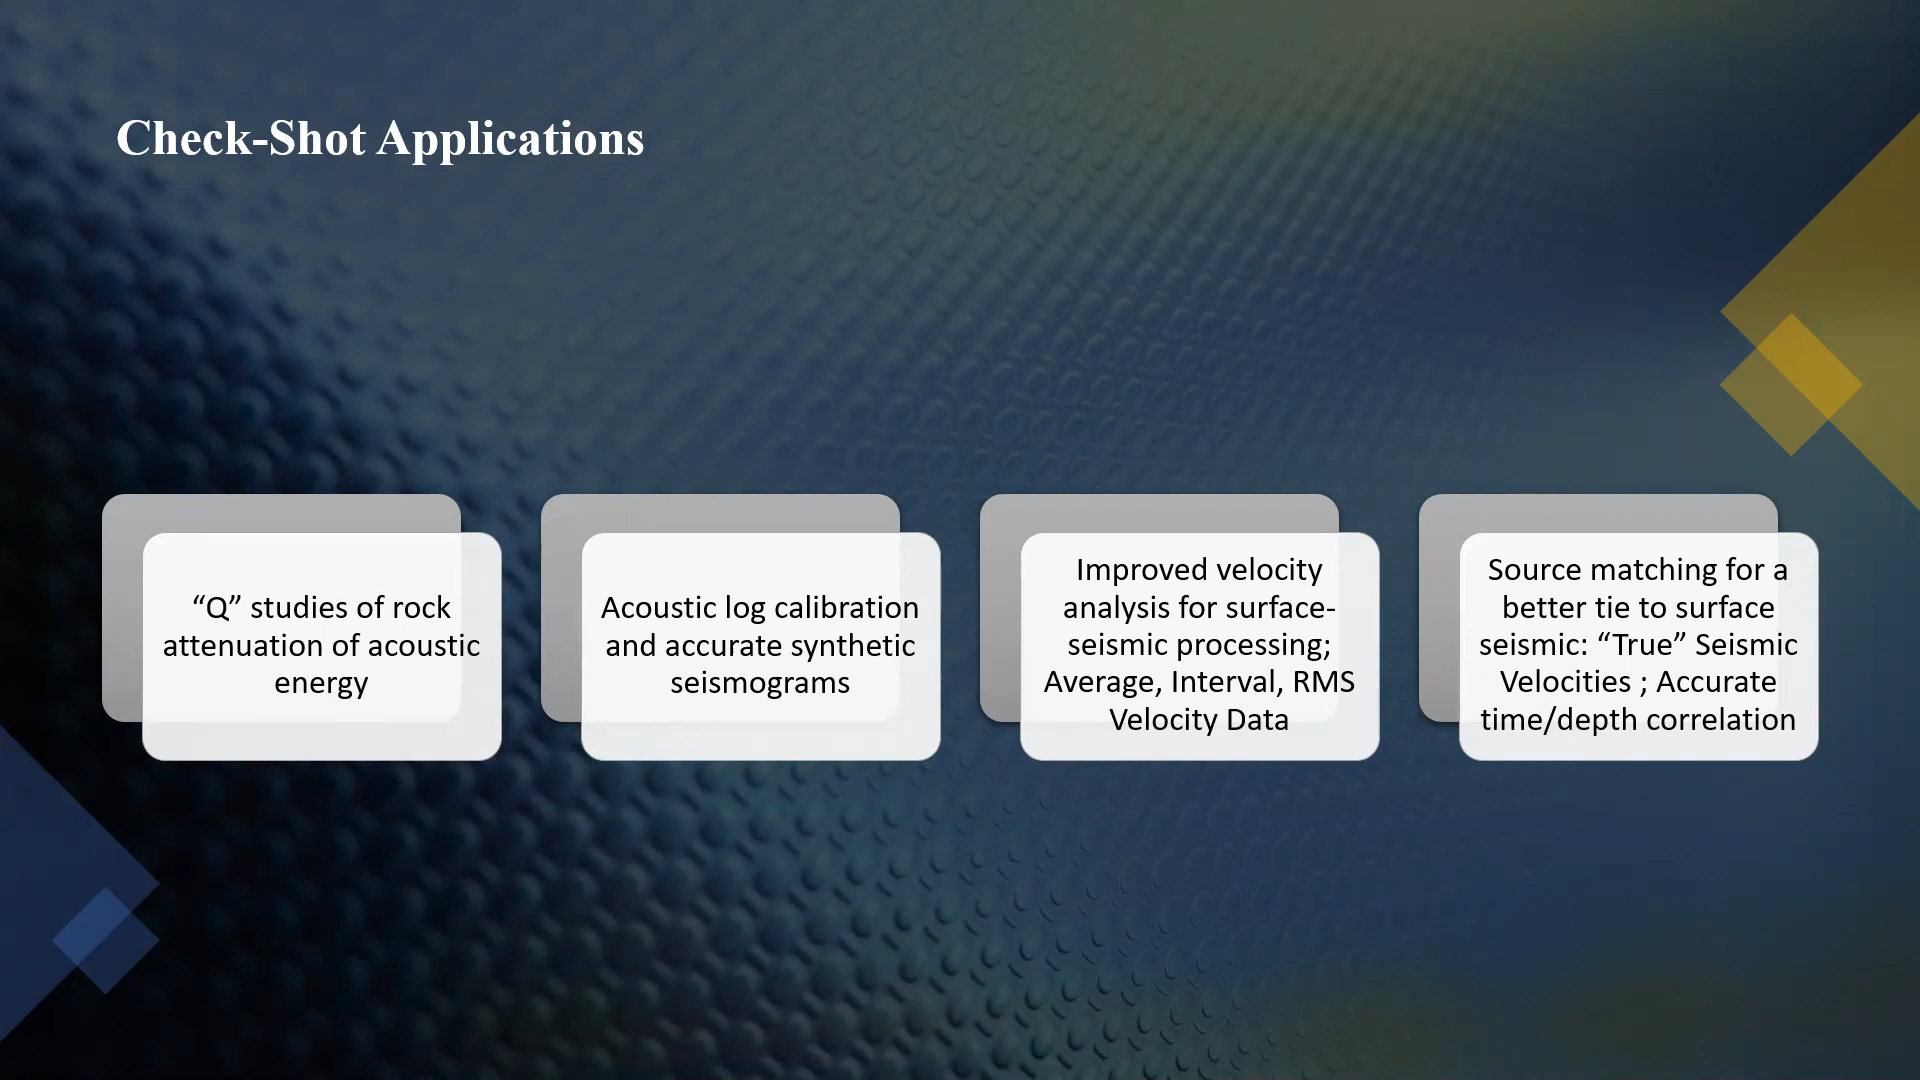 Check-Shot Applications
“Q” studies of rock
attenuation of acoustic
energy
Acoustic log calibration
and accurate synthetic
seismograms
Improved velocity
analysis for surface-
seismic processing;
Average, Interval, RMS
Velocity Data
Source matching for a
better tie to surface
seismic: “True” Seismic
Velocities ; Accurate
time/depth correlation